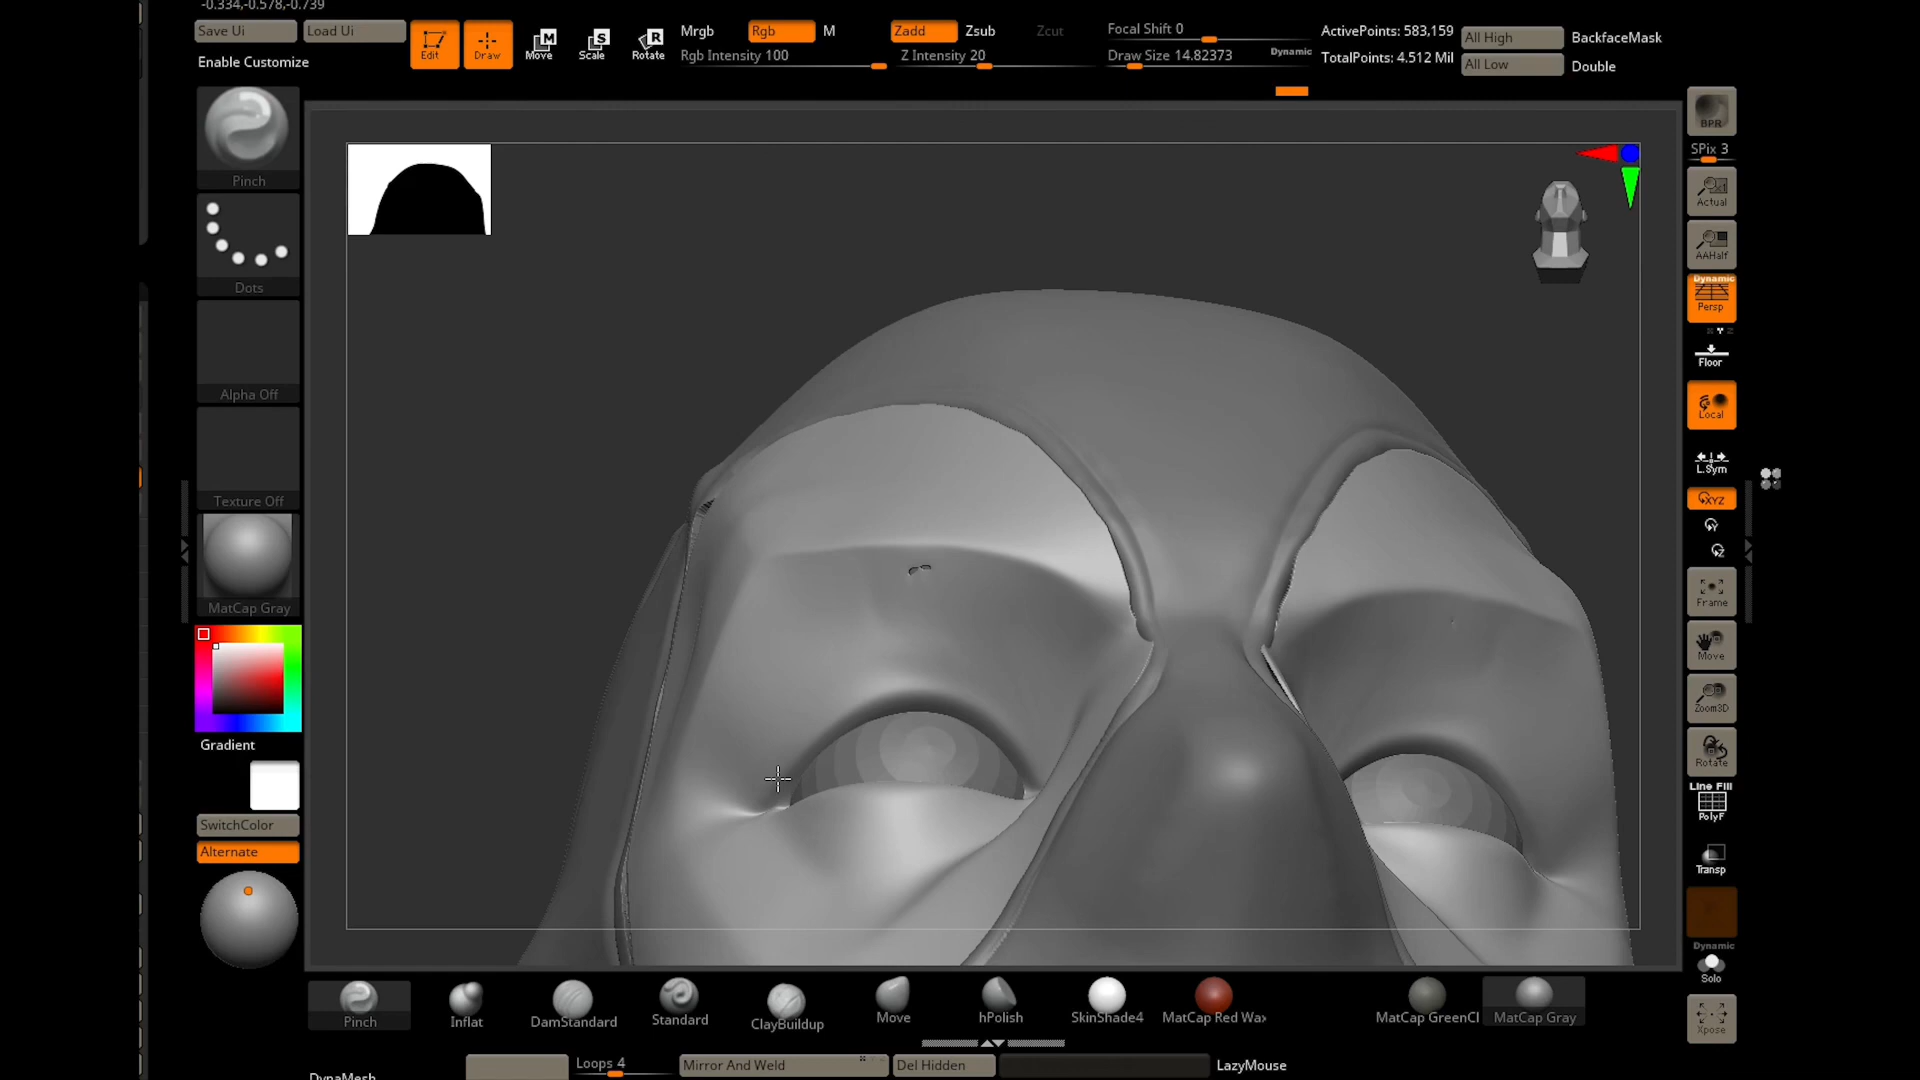 -0.334,-0.578,-0.739
Save Ui
Load Ui
Enable Customize
Edit
Draw
Move
Scale
Rotate
Mrgb
Rgb
M
Rgb Intensity 100
Zadd
Zsub
Zcut
Z Intensity 20
Focal Shift 0
Draw Size 14.82373
Dynamic
ActivePoints: 583,159
TotalPoints: 4.512 Mil
All High
All Low
BackfaceMask
Double
Pinch
Dots
Alpha Off
Texture Off
MatCap Gray
Gradient
SwitchColor
Alternate
BPR
SPix 3
Actual
AAHalf
Dynamic
Persp
Floor
Local
L.Sym
XYZ
Y
Z
Frame
Move
Zoom3D
Rotate
Line Fill
PolyF
Transp
Dynamic
Solo
Xpose
Pinch
Inflat
DamStandard
Standard
ClayBuildup
Move
hPolish
SkinShade4
MatCap Red Wax
MatCap GreenCl
MatCap Gray
DynaMesh
Loops 4
Mirror And Weld
Del Hidden
LazyMouse